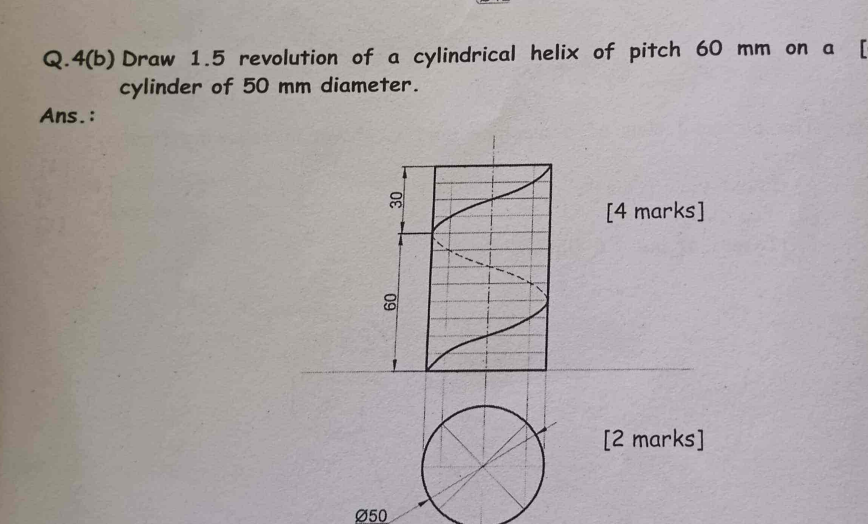 Q.4(b) Draw 1.5 revolution of a cylindrical helix of pitch 60 mm on a [
cylinder of 50 mm diameter.
Ans.:
30
[4 marks]
60
[2 marks]
Ø50